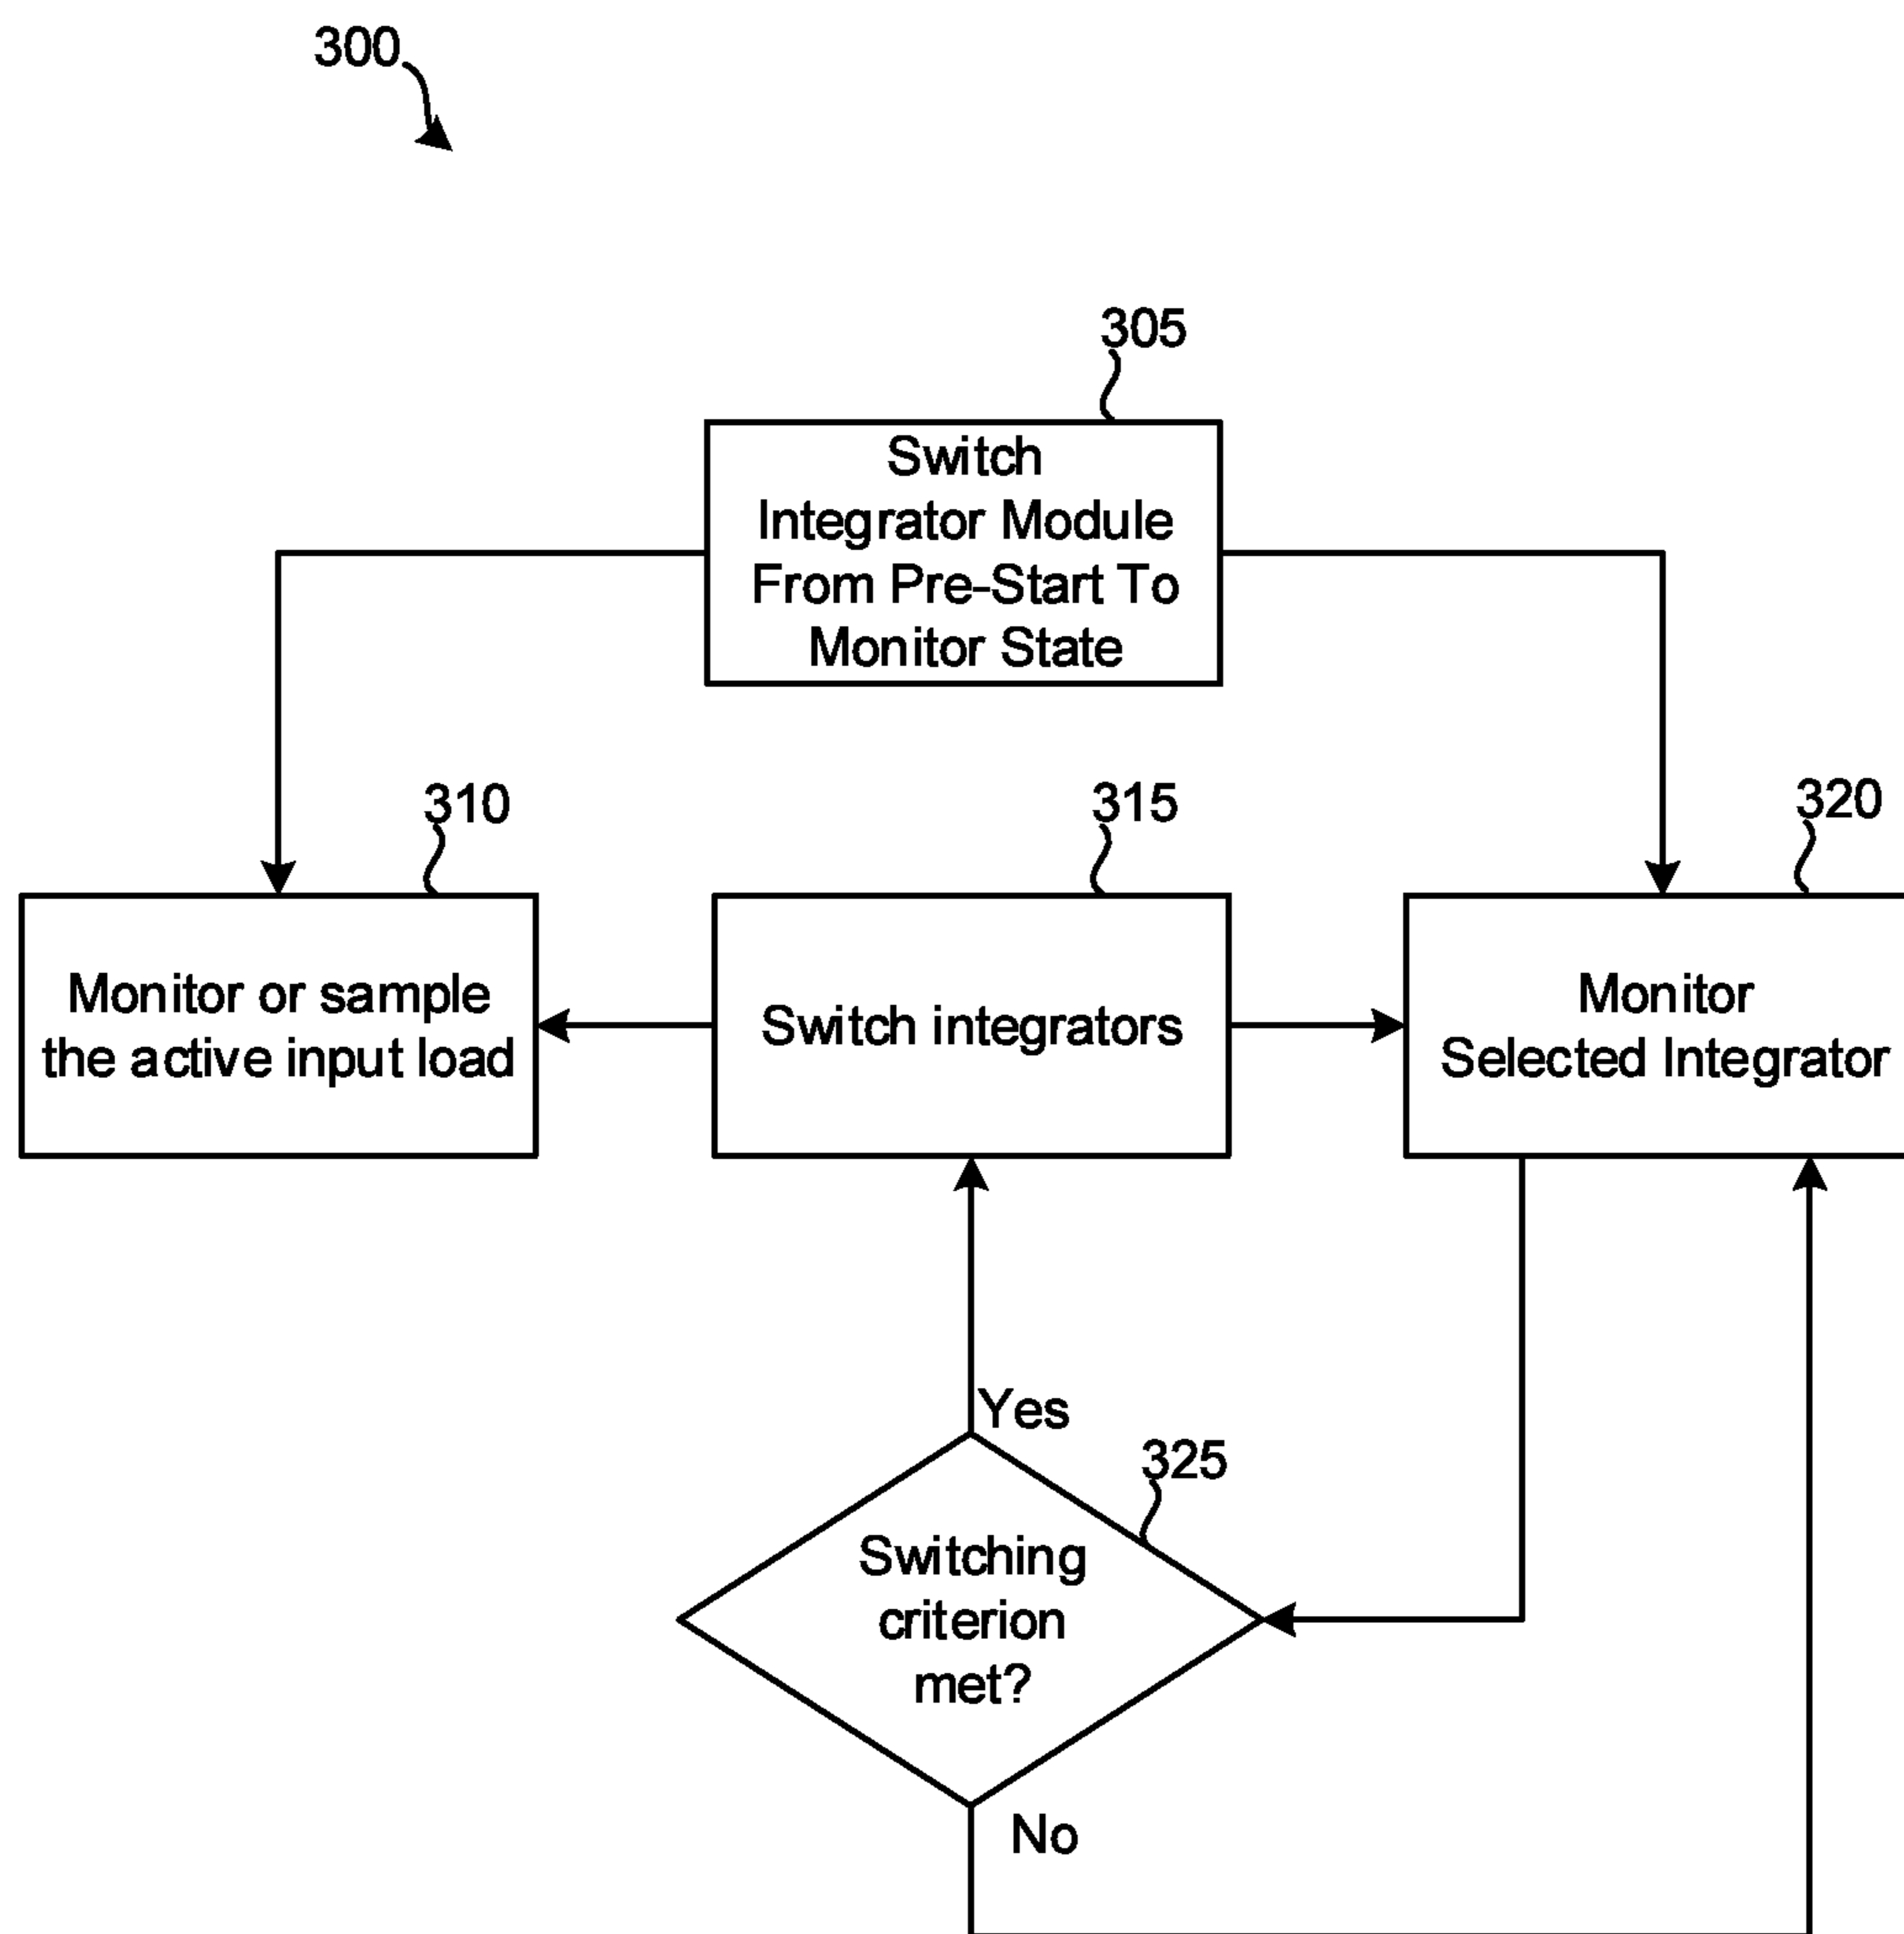 300
305
Switch
Integrator Module
From Pre-Start To
Monitor State
310
315
320
Monitor or sample
the active input load
Switch integrators
Monitor
Selected Integrator
Yes
325
Switching
criterion
met?
No